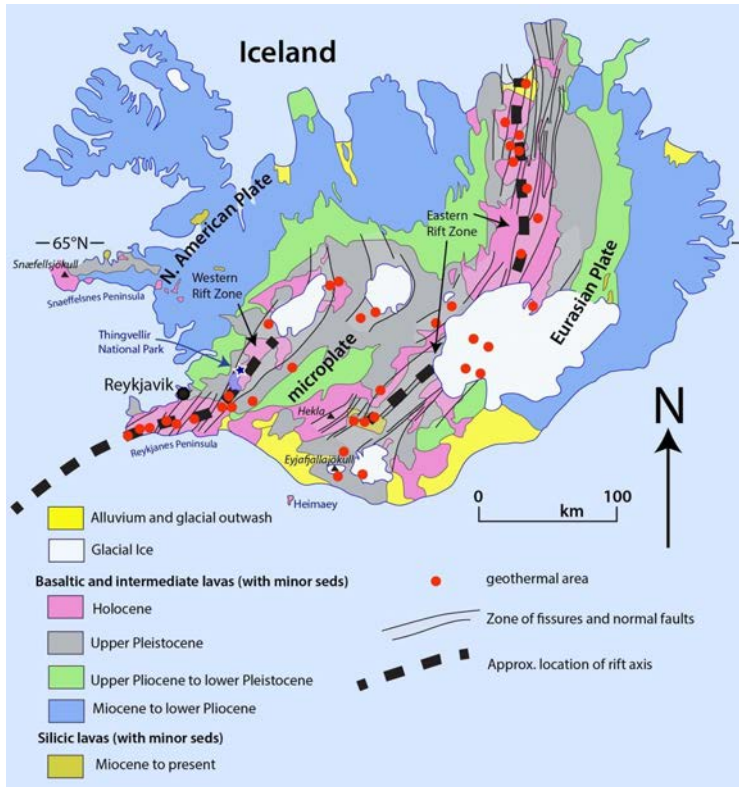 Iceland
N. American Plate
Eastern
Rift Zone
65°N
Snæfellsjökull
Snaeffelsnes Peninsula
Western
Rift Zone
Eurasian Plate
Thingvellir
National Park
microplate
Reykjavik
Hekla
N
Reykjanes Peninsula
Eyjafjallajökull
Heimaey
0
100
km
Alluvium and glacial outwash
Glacial Ice
Basaltic and intermediate lavas (with minor seds)
Holocene
Upper Pleistocene
Upper Pliocene to lower Pleistocene
Miocene to lower Pliocene
Silicic lavas (with minor seds)
Miocene to present
geothermal area
Zone of fissures and normal faults
Approx. location of rift axis